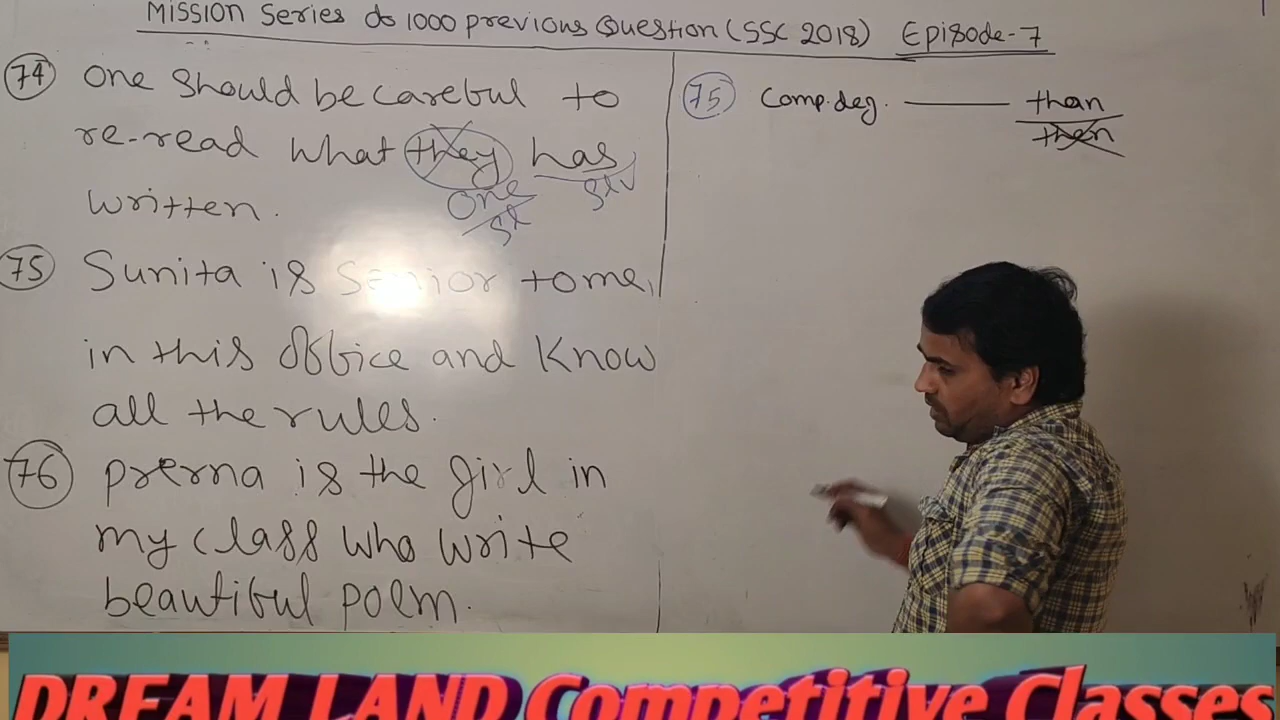 Mission Series do 1000 previous Question (SSC 2018) Episode-7
74 One should be careful to
re-read what they has
written.
one
st
75 Sunita is Senior to me,
in this office and know
all the rules.
76 prerna is the girl in
my class who write
beautiful poem.
75 Comp. deg. than
then
DREAM LAND Competitive Classes